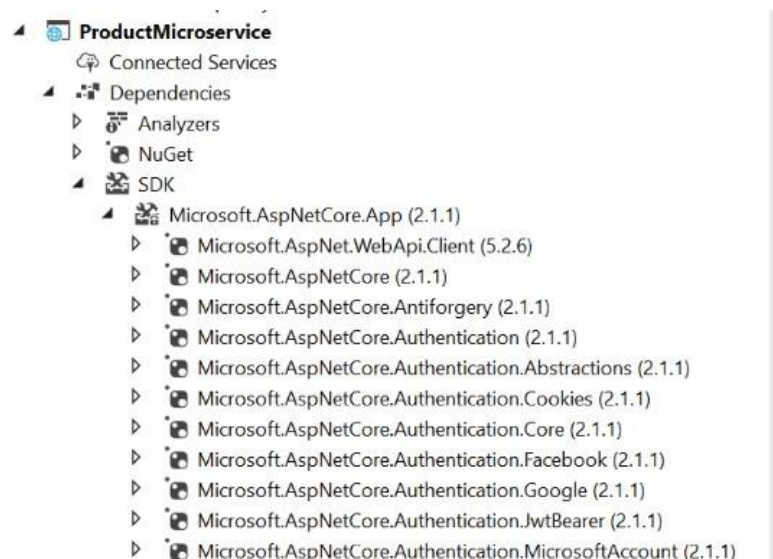 ProductMicroservice
Connected Services
Dependencies
Analyzers
NuGet
SDK
Microsoft.AspNetCore.App (2.1.1)
Microsoft.AspNet.WebApi.Client (5.2.6)
Microsoft.AspNetCore (2.1.1)
Microsoft.AspNetCore.Antiforgery (2.1.1)
Microsoft.AspNetCore.Authentication (2.1.1)
Microsoft.AspNetCore.Authentication.Abstractions (2.1.1)
Microsoft.AspNetCore.Authentication.Cookies (2.1.1)
Microsoft.AspNetCore.Authentication.Core (2.1.1)
Microsoft.AspNetCore.Authentication.Facebook (2.1.1)
Microsoft.AspNetCore.Authentication.Google (2.1.1)
Microsoft.AspNetCore.Authentication.JwtBearer (2.1.1)
Microsoft.AspNetCore.Authentication.MicrosoftAccount (2.1.1)